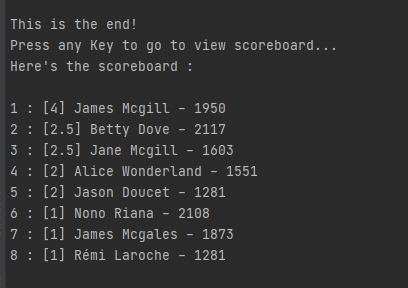 This is the end!
Press any Key to go to view scoreboard...
Here's the scoreboard :
1 : [4] James Mcgill - 1950
2 : [2.5] Betty Dove - 2117
3 : [2.5] Jane Mcgill - 1603
4 : [2] Alice Wonderland - 1551
5 : [2] Jason Doucet - 1281
6 : [1] Nono Riana - 2108
7 : [1] James Mcgales - 1873
8 : [1] Rémi Laroche - 1281